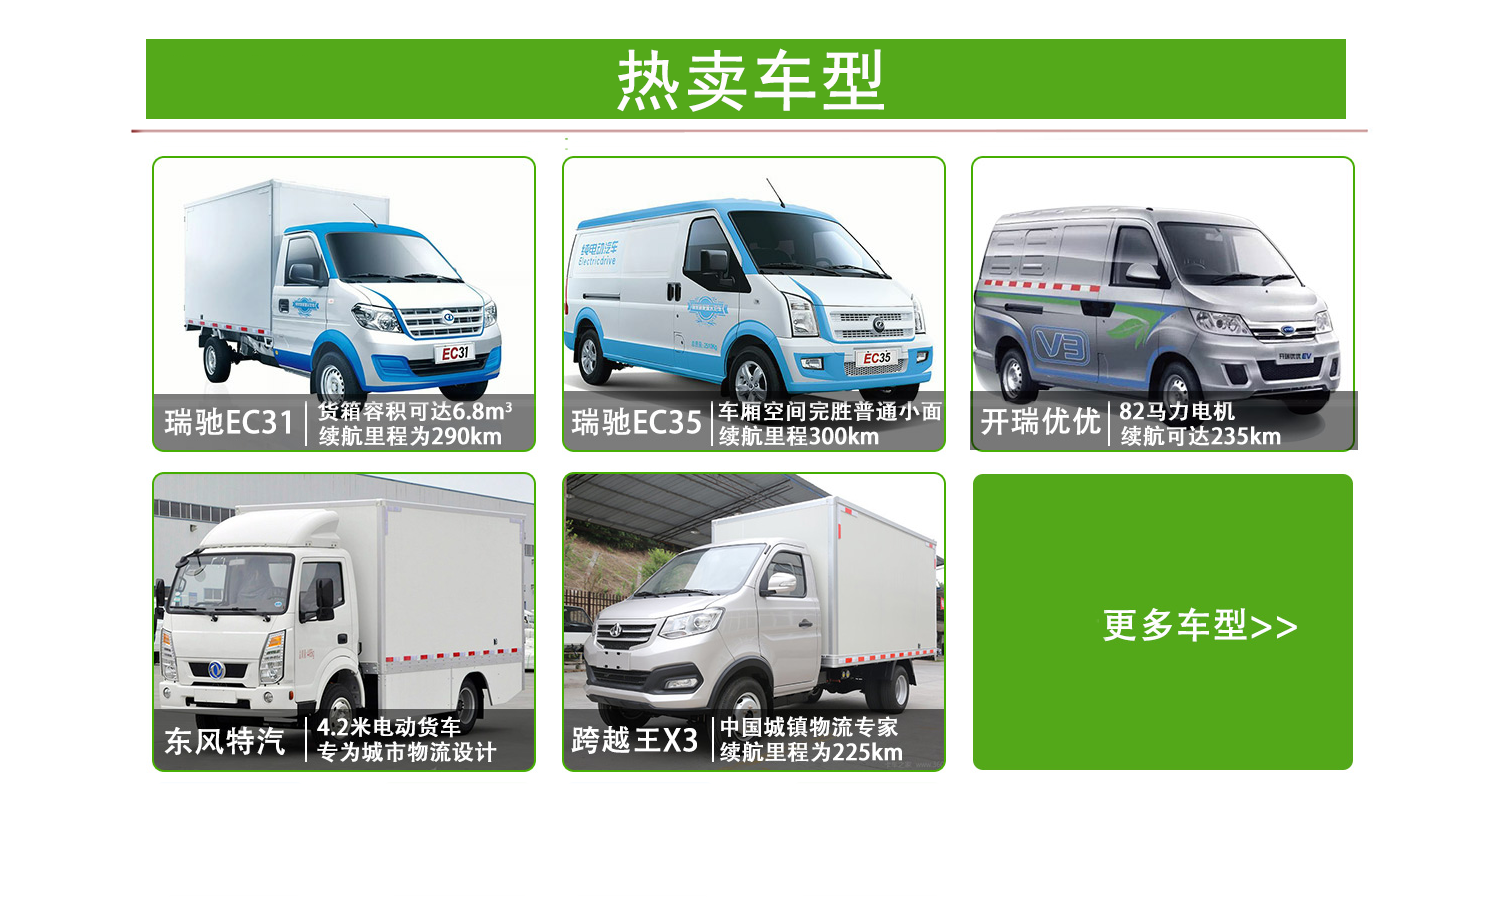 热卖车型
EC31
瑞驰EC31
货箱容积可达6.8m³
续航里程为290km
纯电动汽车
Electricdrive
EC35
瑞驰EC35
车厢空间完胜普通小面
续航里程300km
V3
开瑞优优EV
开瑞优优
82马力电机
续航可达235km
东风特汽
4.2米电动货车
专为城市物流设计
跨越王X3
中国城镇物流专家
续航里程为225km
更多车型>>